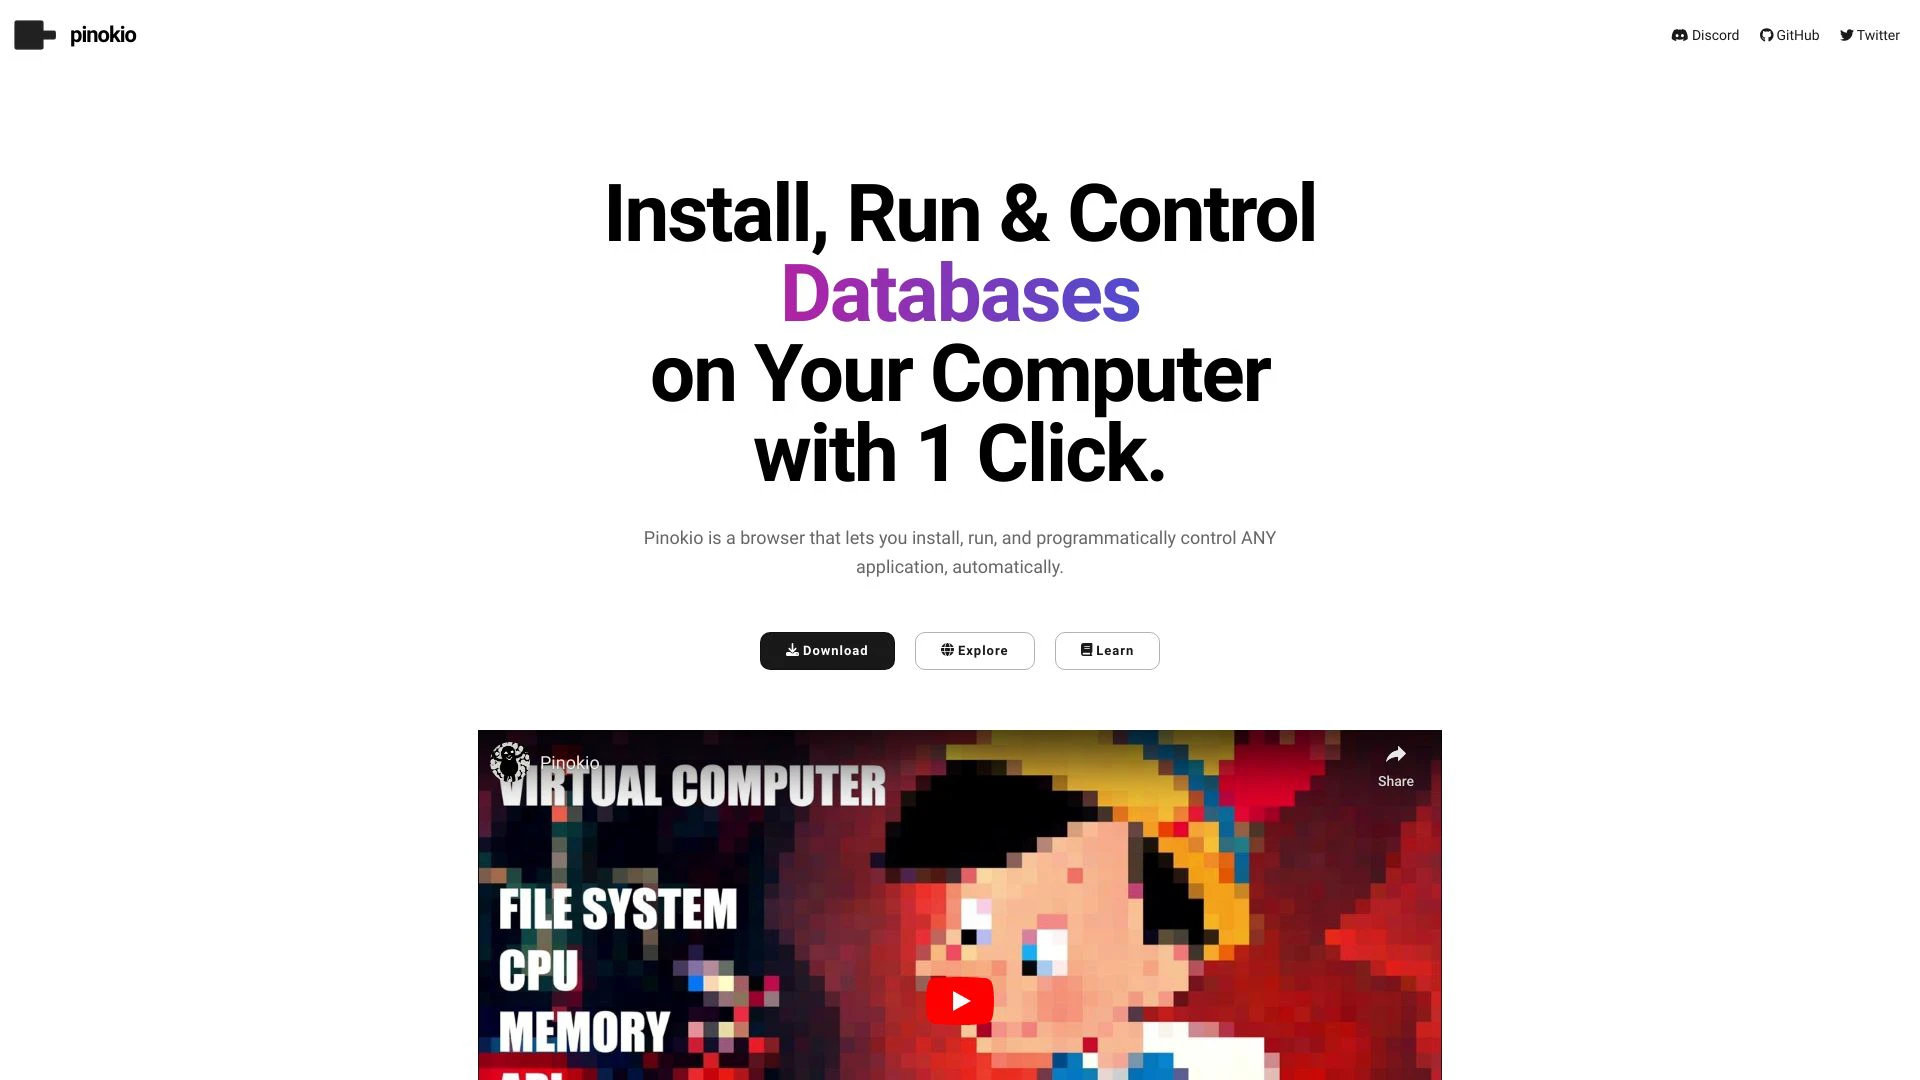 pinokio
Discord
GitHub
Twitter
Install, Run & Control
Databases
on Your Computer
with 1 Click.
Pinokio is a browser that lets you install, run, and programmatically control ANY
application, automatically.
Download
Explore
Learn
Pinokio
Share
VIRTUAL COMPUTER
FILE SYSTEM
CPU
MEMORY
API